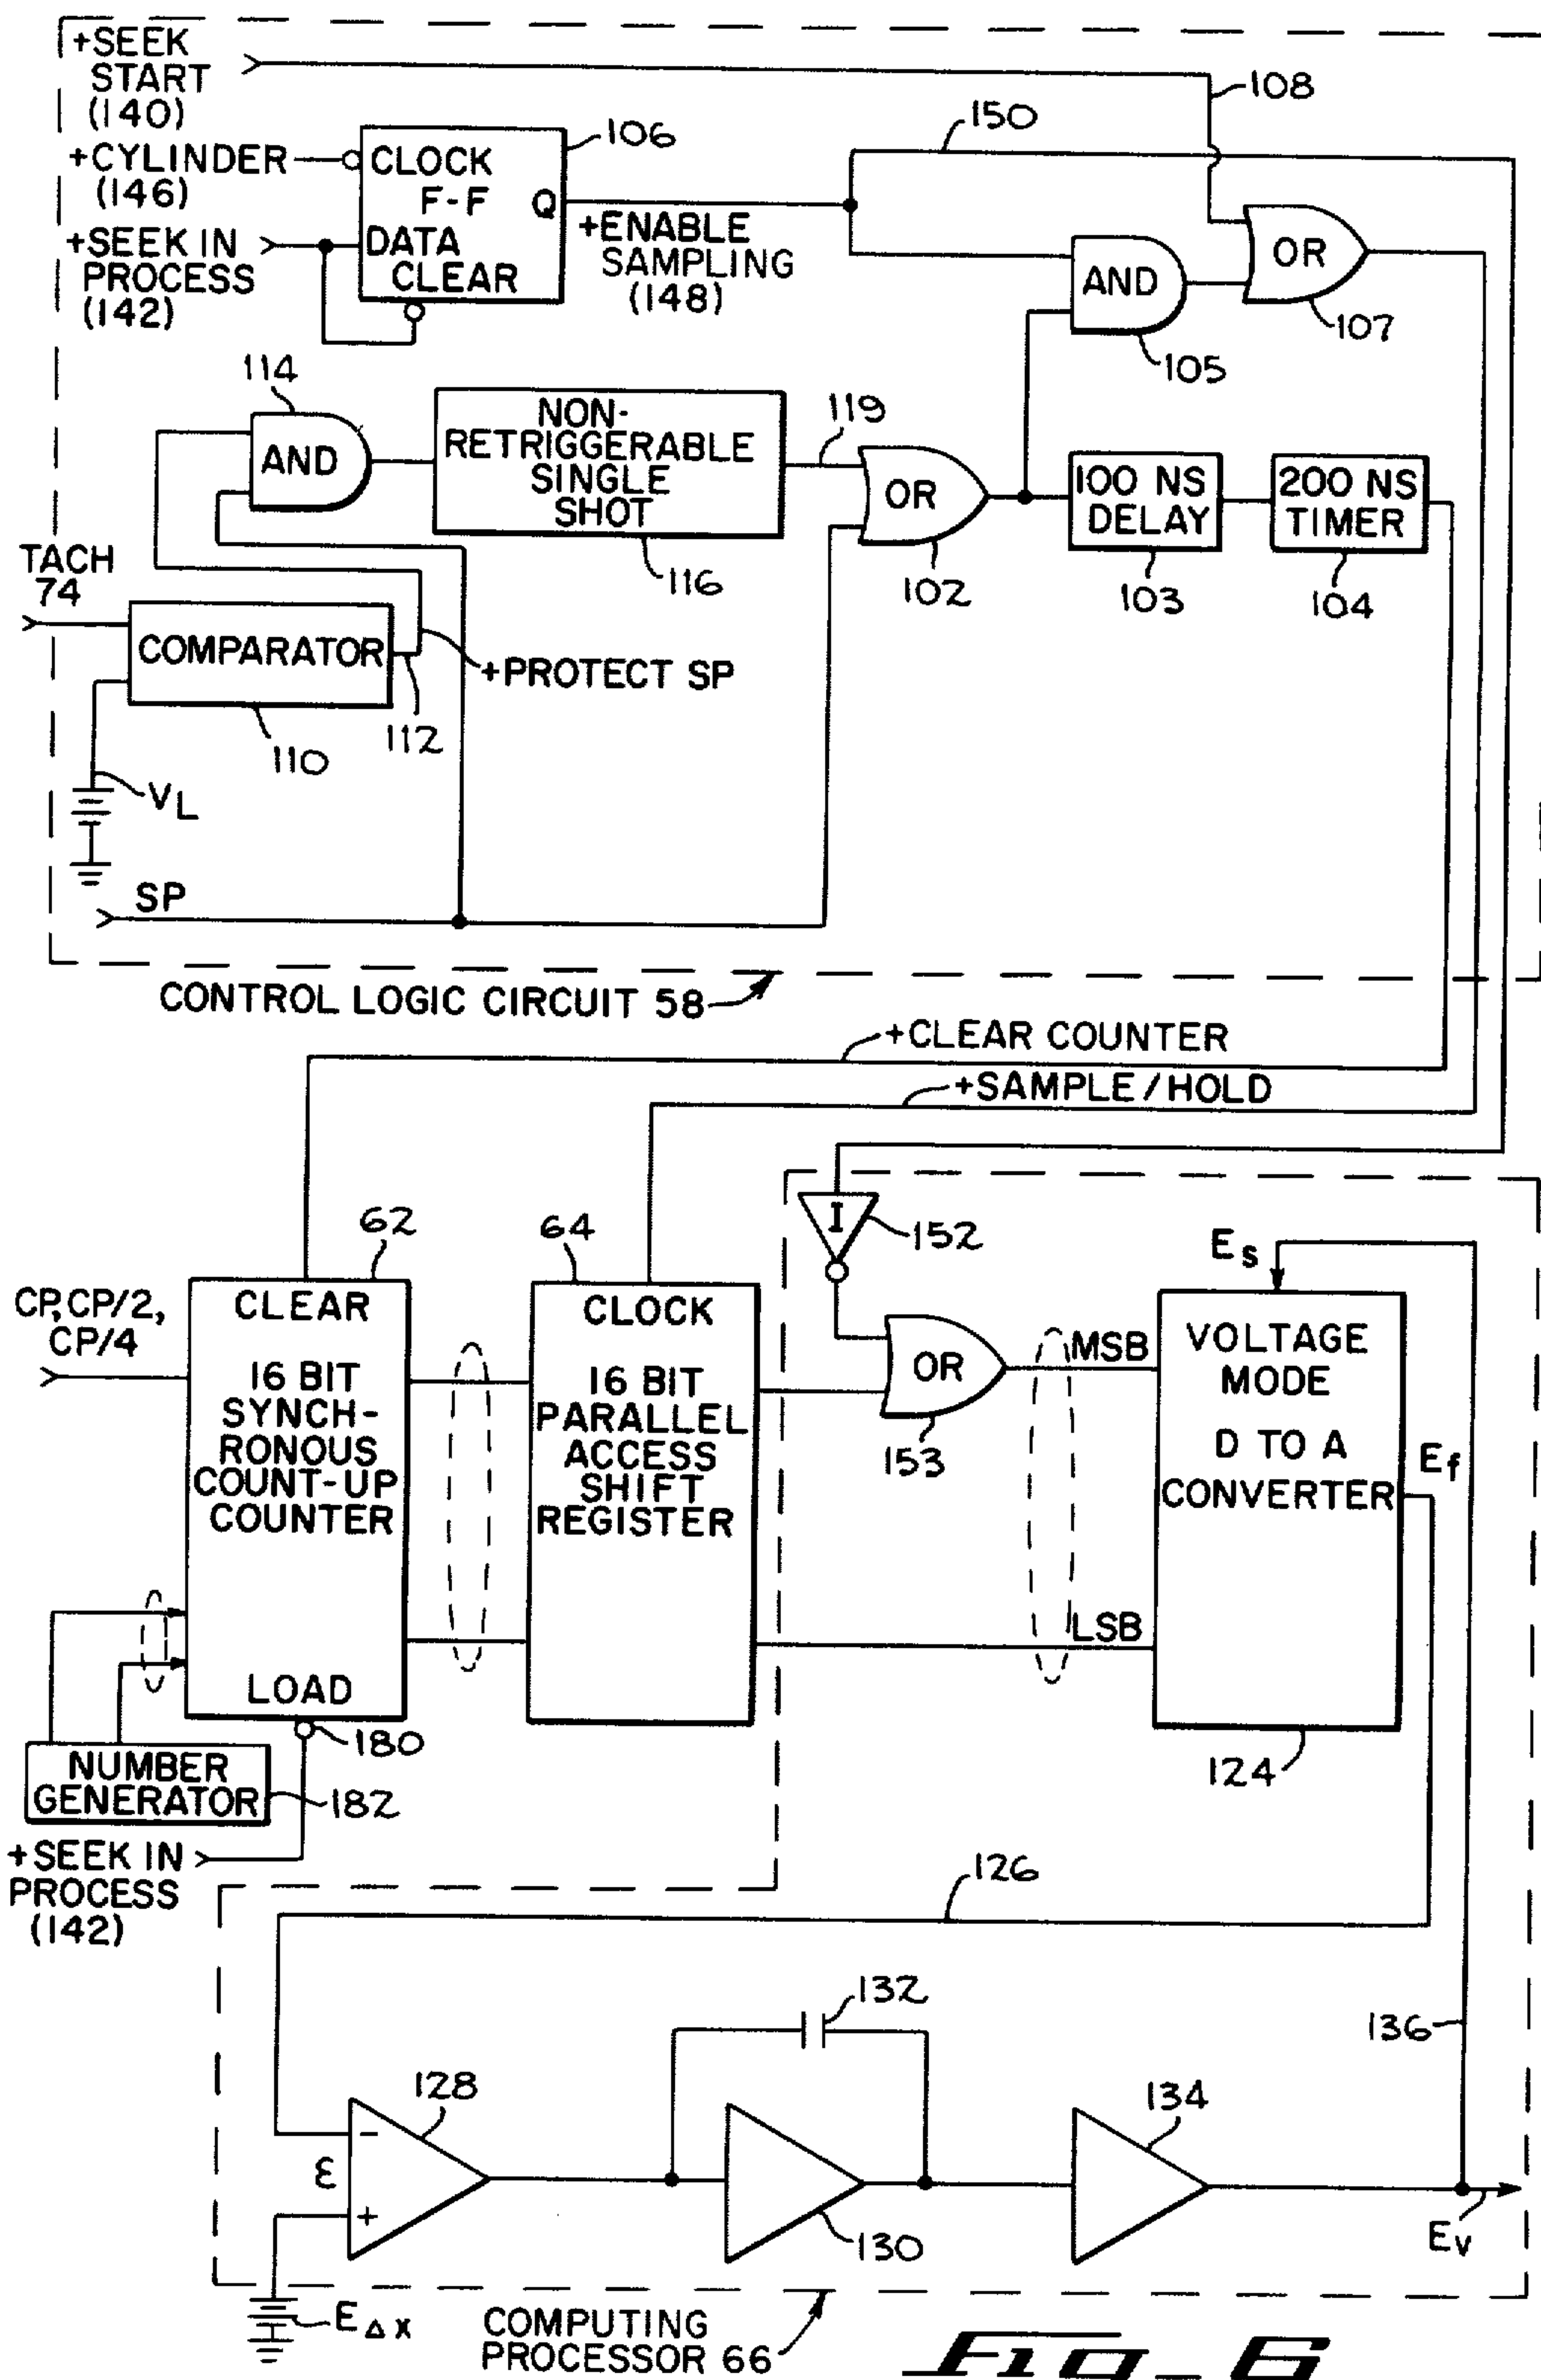 +SEEK
START
(140)
108
150
+CYLINDER
(146)
CLOCK
F-F
Q
DATA
CLEAR
106
+SEEK IN
PROCESS
(142)
+ENABLE
SAMPLING
(148)
AND
105
OR
107
114
AND
NON-
RETRIGGERABLE
SINGLE
SHOT
116
119
OR
102
100 NS
DELAY
103
200 NS
TIMER
104
TACH
74
COMPARATOR
110
112
+PROTECT SP
VL
SP
CONTROL LOGIC CIRCUIT 58
+CLEAR COUNTER
+SAMPLE/HOLD
62
64
I
152
Es
CP, CP/2,
CP/4
CLEAR
16 BIT
SYNCH-
RONOUS
COUNT-UP
COUNTER
LOAD
CLOCK
16 BIT
PARALLEL
ACCESS
SHIFT
REGISTER
OR
153
MSB
LSB
VOLTAGE
MODE
D TO A
CONVERTER
Ef
124
180
NUMBER
GENERATOR
182
+SEEK IN
PROCESS
(142)
126
136
132
128
-
ε
+
130
134
Ev
EΔX
COMPUTING
PROCESSOR 66
Fig. 6